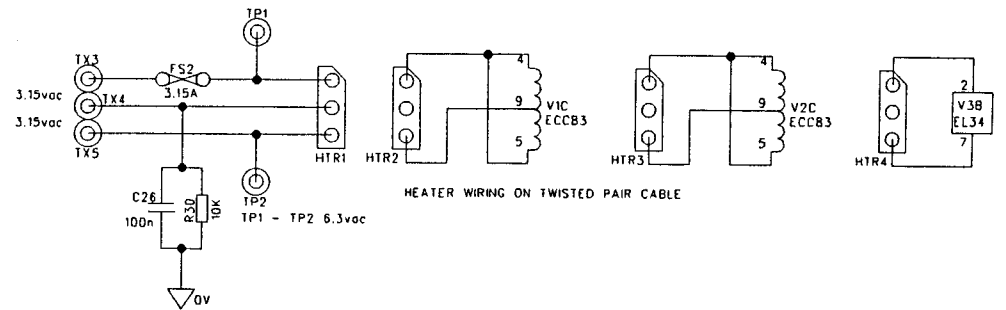 TP1
TX3
FS2
3.15A
3.15vac
TX4
3.15vac
TX5
HTR1
TP2
TP1 - TP2 6.3vac
C26
100n
R30
10K
0V
HTR2
4
9
5
V1C
ECC83
HTR3
4
9
5
V2C
ECC83
HTR4
2
V3B
EL34
7
HEATER WIRING ON TWISTED PAIR CABLE